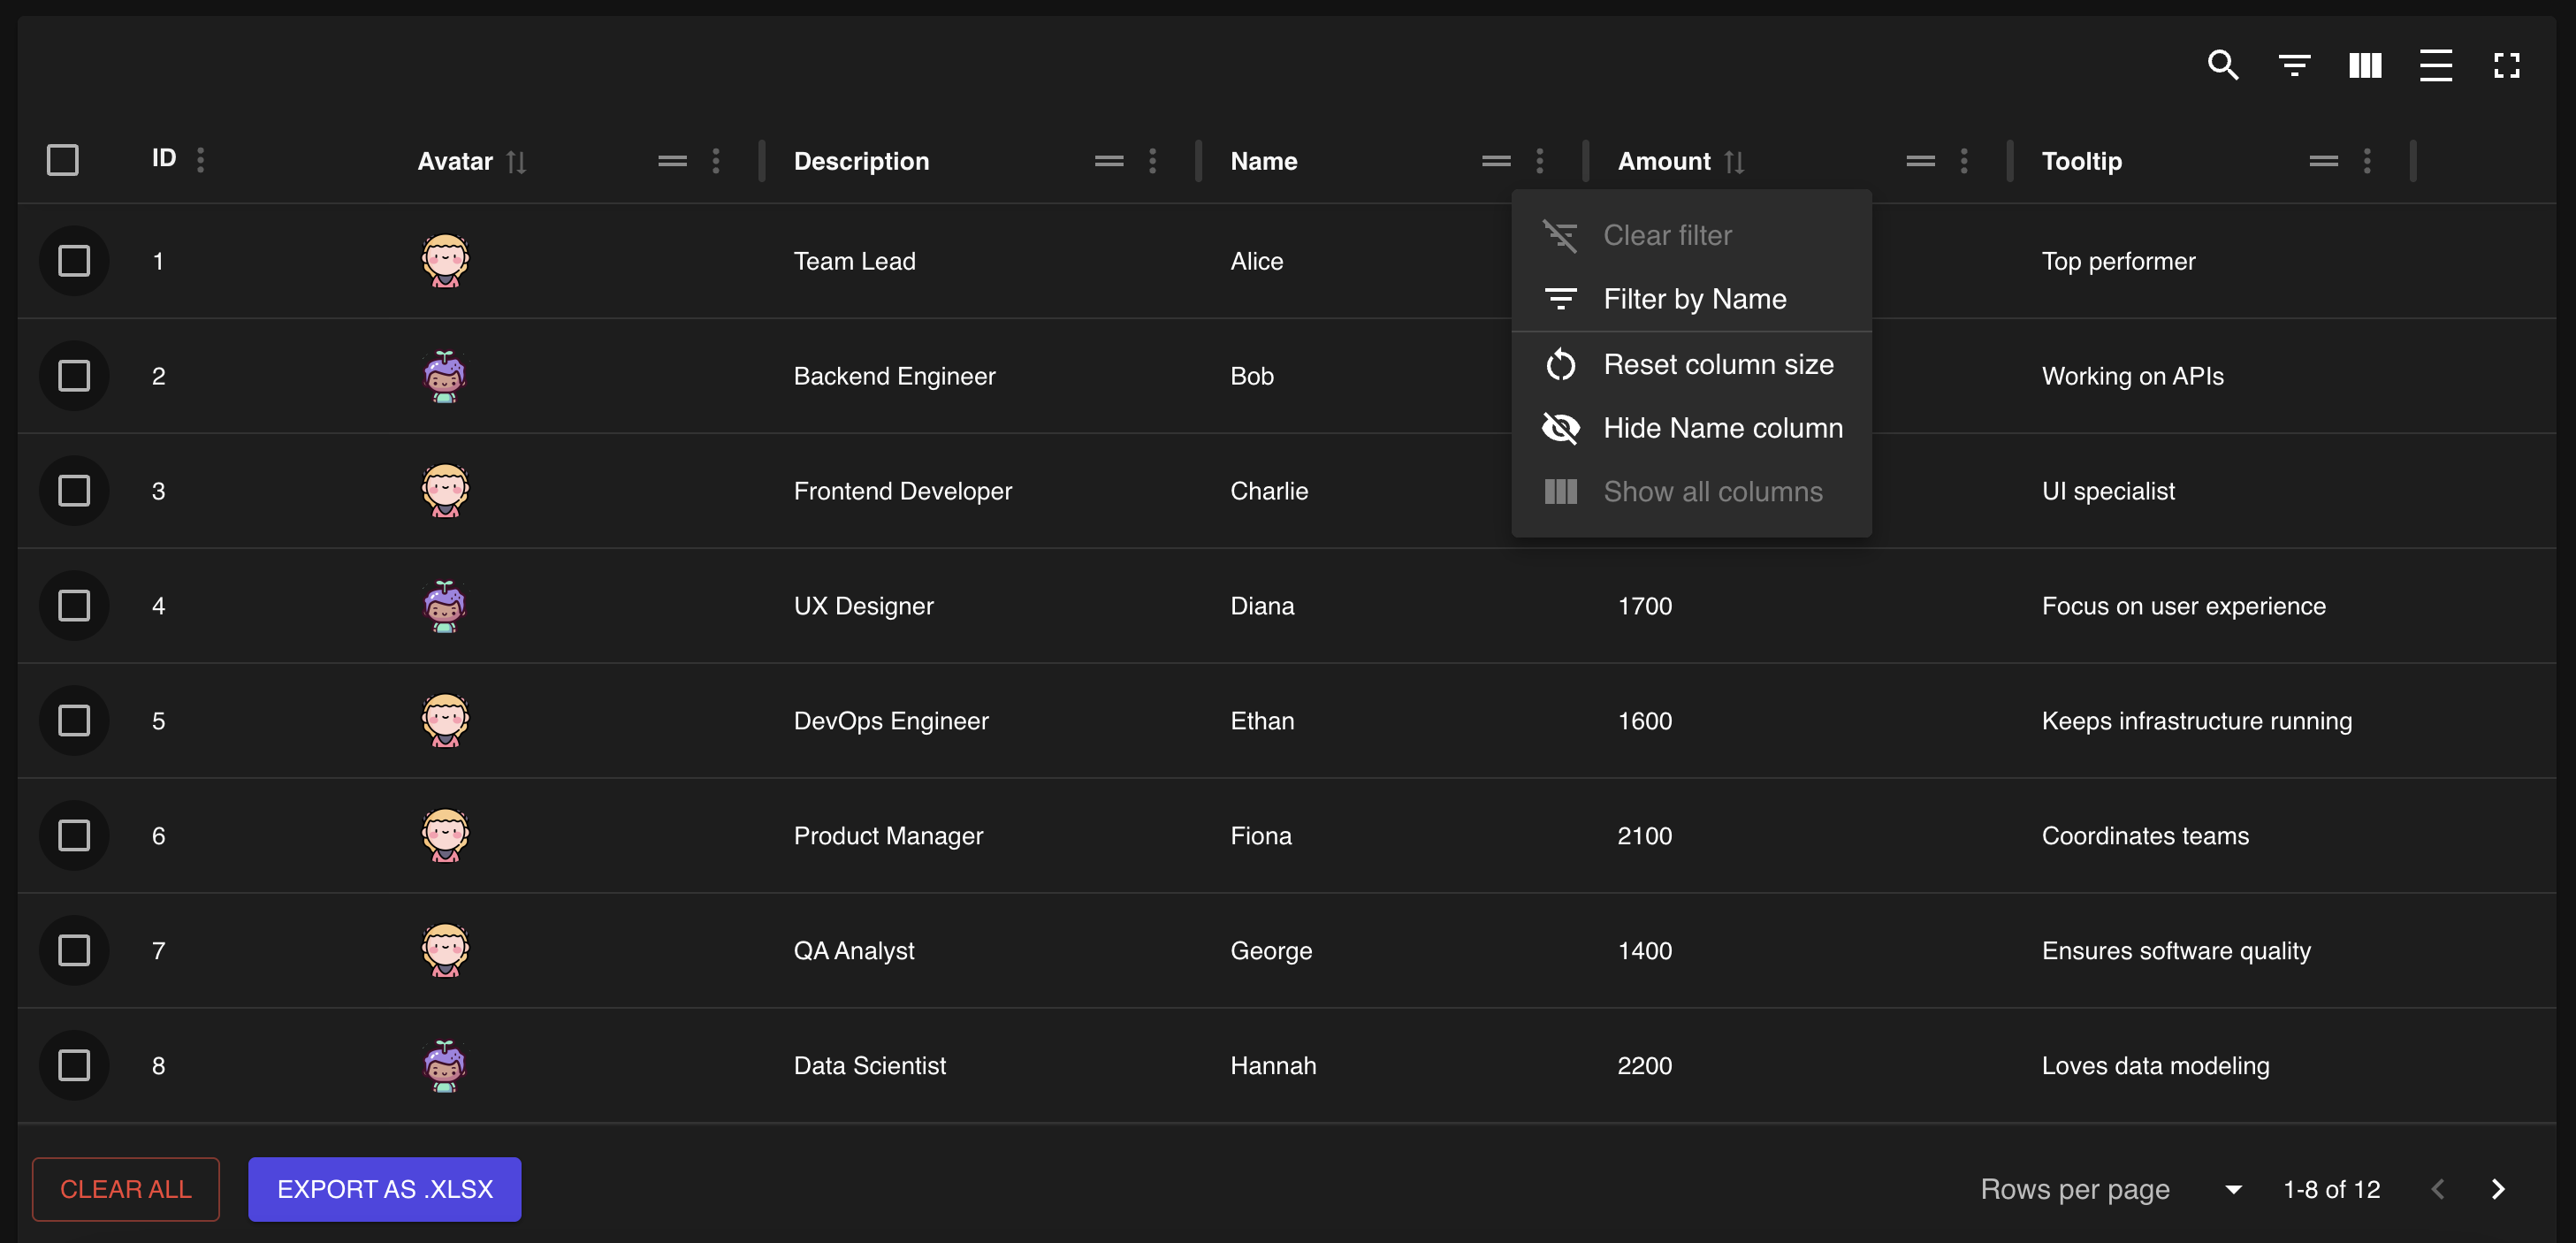 ID Avatar Description Name Amount Tooltip
1 Team Lead Alice Top performer
2 Backend Engineer Bob Working on APIs
3 Frontend Developer Charlie UI specialist
Clear filter
Filter by Name
Reset column size
Hide Name column
Show all columns
4 UX Designer Diana 1700 Focus on user experience
5 DevOps Engineer Ethan 1600 Keeps infrastructure running
6 Product Manager Fiona 2100 Coordinates teams
7 QA Analyst George 1400 Ensures software quality
8 Data Scientist Hannah 2200 Loves data modeling
CLEAR ALL EXPORT AS .XLSX Rows per page 1-8 of 12